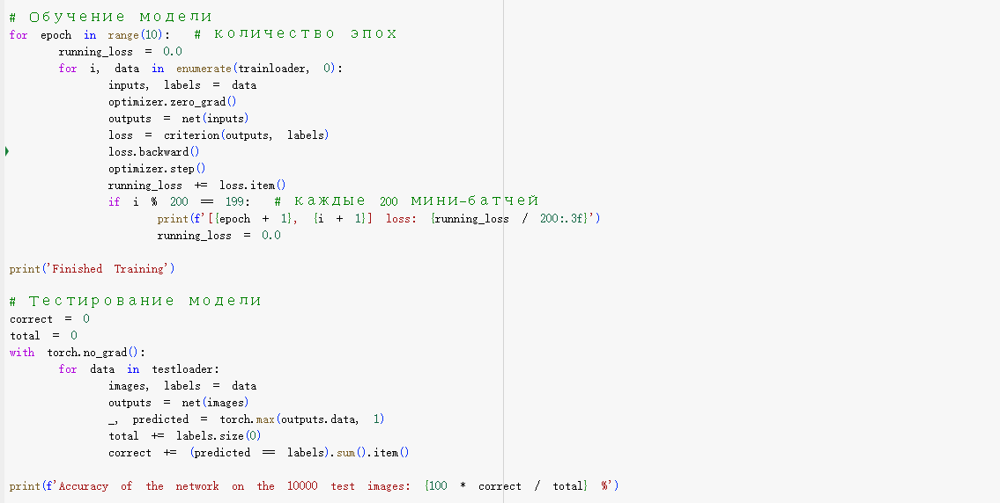 # Обучение модели
for epoch in range(10):  # количество эпох
    running_loss = 0.0
    for i, data in enumerate(trainloader, 0):
        inputs, labels = data
        optimizer.zero_grad()
        outputs = net(inputs)
        loss = criterion(outputs, labels)
        loss.backward()
        optimizer.step()
        running_loss += loss.item()
        if i % 200 == 199:  # каждые 200 мини-батчей
            print(f'[{epoch + 1}, {i + 1}] loss: {running_loss / 200:.3f}')
            running_loss = 0.0
print('Finished Training')
# Тестирование модели
correct = 0
total = 0
with torch.no_grad():
    for data in testloader:
        images, labels = data
        outputs = net(images)
        _, predicted = torch.max(outputs.data, 1)
        total += labels.size(0)
        correct += (predicted == labels).sum().item()
print(f'Accuracy of the network on the 10000 test images: {100 * correct / total} %')